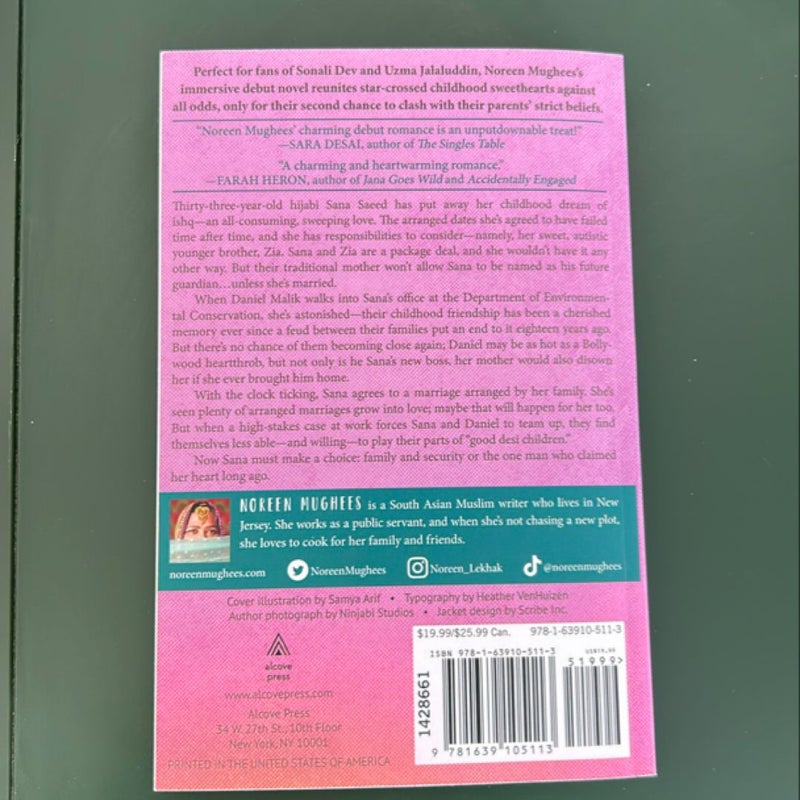 Perfect for fans of Sonali Dev and Uzma Jalaluddin, Noreen Mughees's
immersive debut novel reunites star-crossed childhood sweethearts against
all odds, only for their second chance to clash with their parents' strict beliefs.
"Noreen Mughees' charming debut romance is an unputdownable treat!"
—SARA DESAI, author of The Singles Table
"A charming and heartwarming romance."
—FARAH HERON, author of Jana Goes Wild and Accidentally Engaged
Thirty-three-year-old hijabi Sana Saeed has put away her childhood dream of
ishq—an all-consuming, sweeping love. The arranged dates she's agreed to have failed
time after time, and she has responsibilities to consider—namely, her sweet, autistic
younger brother, Zia. Sana and Zia are a package deal, and she wouldn't have it any
other way. But their traditional mother won't allow Sana to be named as his future
guardian...unless she's married.
When Daniel Malik walks into Sana's office at the Department of Environmen-
tal Conservation, she's astonished—their childhood friendship has been a cherished
memory ever since a feud between their families put an end to it eighteen years ago.
But there's no chance of them becoming close again; Daniel may be as hot as a Bolly-
wood heartthrob, but not only is he Sana's new boss, her mother would also disown
her if she ever brought him home.
With the clock ticking, Sana agrees to a marriage arranged by her family. She's
seen plenty of arranged marriages grow into love; maybe that will happen for her too.
But when a high-stakes case at work forces Sana and Daniel to team up, they find
themselves less able—and willing—to play their parts of "good desi children."
Now Sana must make a choice: family and security or the one man who claimed
her heart long ago.
NOREEN MUGHEES is a South Asian Muslim writer who lives in New
Jersey. She works as a public servant, and when she's not chasing a new plot,
she loves to cook for her family and friends.
noreenmughees.com NoreenMughees Noreen_Lekhak @noreenmughees
Cover illustration by Samya Arif • Typography by Heather VenHuizen
Author photograph by Ninjabi Studios • Jacket design by Scribe Inc.
alcove
press
www.alcovepress.com
Alcove Press
34 W. 27th St., 10th Floor
New York, NY 10001
PRINTED IN THE UNITED STATES OF AMERICA
$19.99/$25.99 Can. 978-1-63910-511-3
ISBN 978-1-63910-511-3
51999>
1428661
9 781639 105113